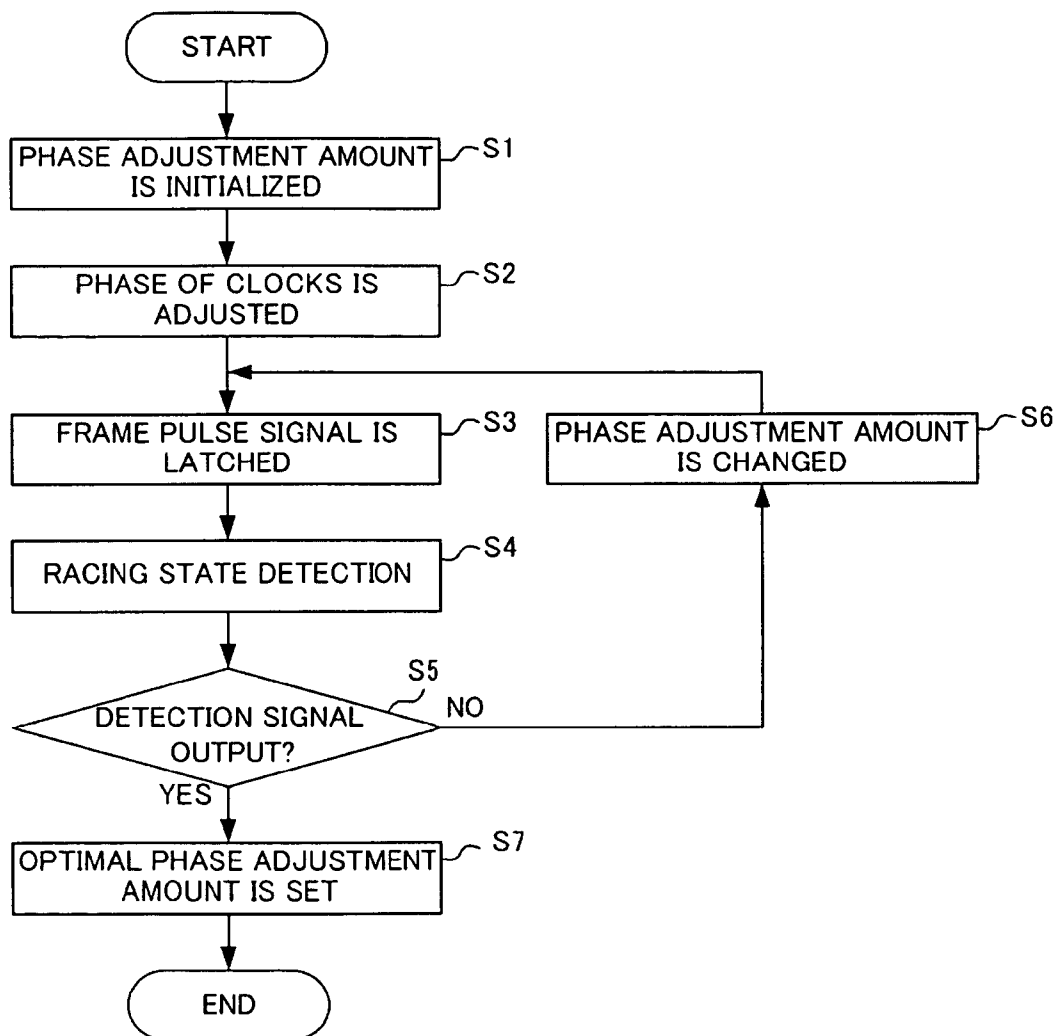 START
PHASE ADJUSTMENT AMOUNT
IS INITIALIZED
S1
PHASE OF CLOCKS IS
ADJUSTED
S2
FRAME PULSE SIGNAL IS
LATCHED
S3
PHASE ADJUSTMENT AMOUNT
IS CHANGED
S6
RACING STATE DETECTION
S4
DETECTION SIGNAL
OUTPUT?
S5
NO
YES
OPTIMAL PHASE ADJUSTMENT
AMOUNT IS SET
S7
END